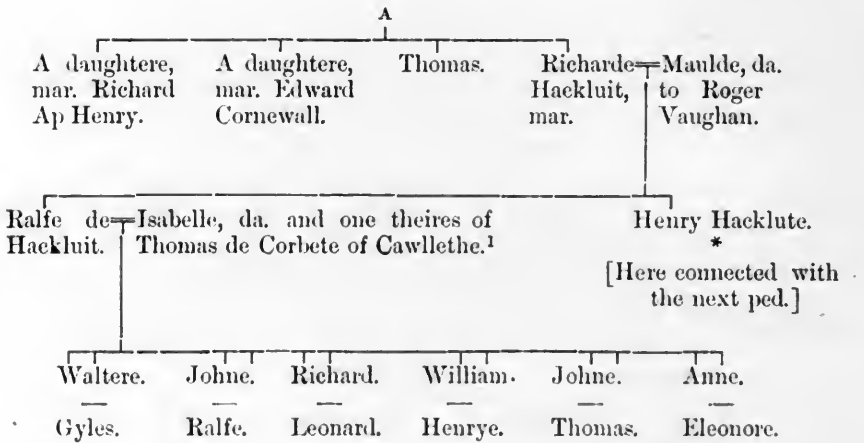 A
A daughtere,
mar. Richard
Ap Henry.
A daughtere,
mar. Edward
Cornewall.
Thomas.
Richarde
Hackluit,
mar.
Maulde, da.
to Roger
Vaughan.
Ralfe de
Hackluit.
Isabelle, da. and one theires of
Thomas de Corbete of Cawllethe.¹
Henry Hacklute.
*
[Here connected with
the next ped.]
Waltere. Johne. Richard. William. Johne. Anne.
Gyles. Ralfe. Leonard. Henrye. Thomas. Eleonore.